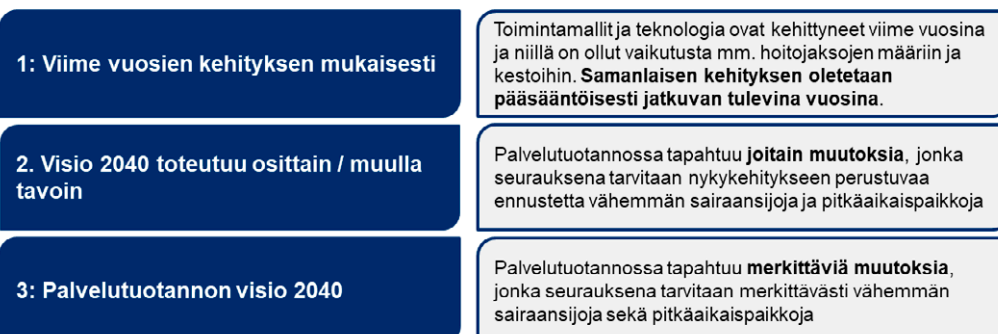 1: Viime vuosien kehityksen mukaisesti
Toimintamallit ja teknologia ovat kehittyneet viime vuosina
ja niillä on ollut vaikutusta mm. hoitojaksojen määriin ja
kestoihin. Samanlaisen kehityksen oletetaan
pääsääntöisesti jatkuvan tulevina vuosina.
2. Visio 2040 toteutuu osittain / muulla
tavoin
Palvelutuotannossa tapahtuu joitain muutoksia, jonka
seurauksena tarvitaan nykykehitykseen perustuvaa
ennustetta vähemmän sairaansijoja ja pitkäaikaispaikkoja
3: Palvelutuotannon visio 2040
Palvelutuotannossa tapahtuu merkittäviä muutoksia,
jonka seurauksena tarvitaan merkittävästi vähemmän
sairaansijoja sekä pitkäaikaispaikkoja